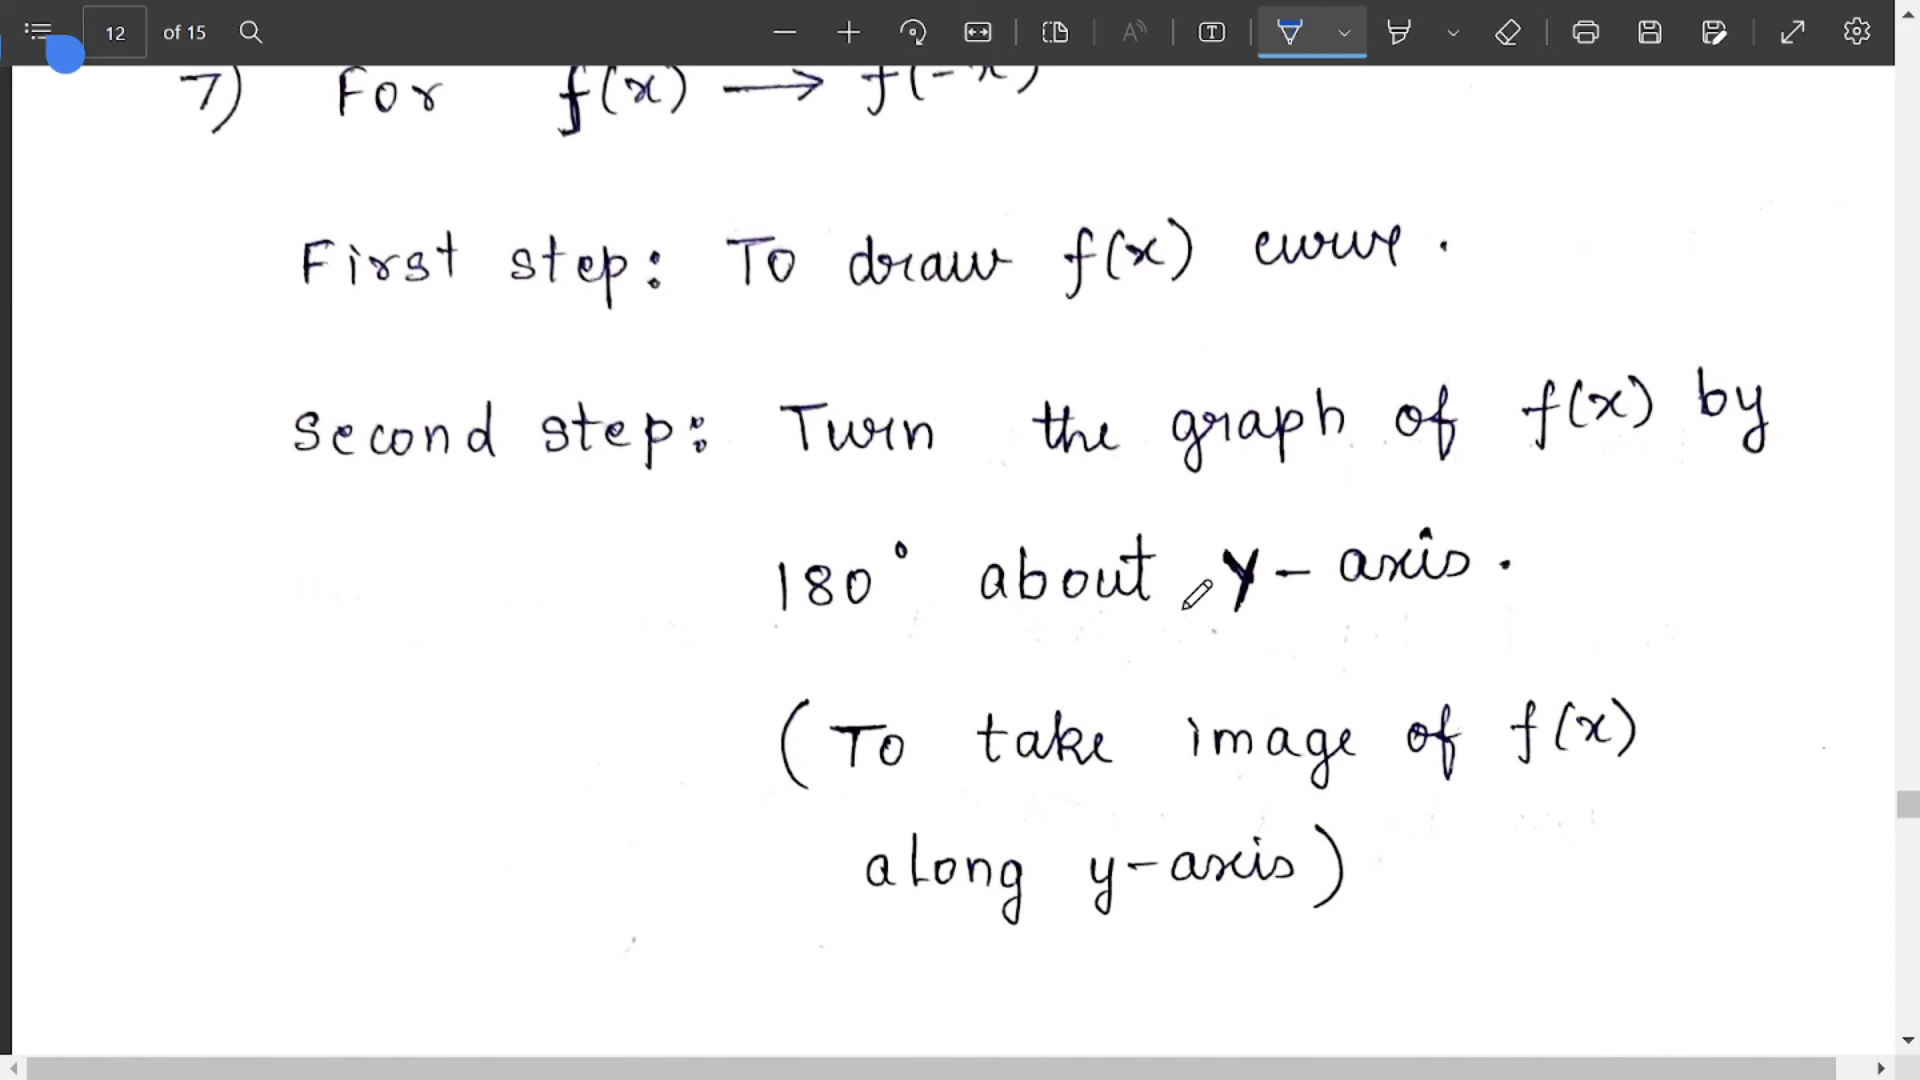 12 of 15
7) For f(x) → f(-x)
First step: To draw f(x) curve.
Second step: Turn the graph of f(x) by
180° about Y-axis.
(To take image of f(x)
along y-axis)